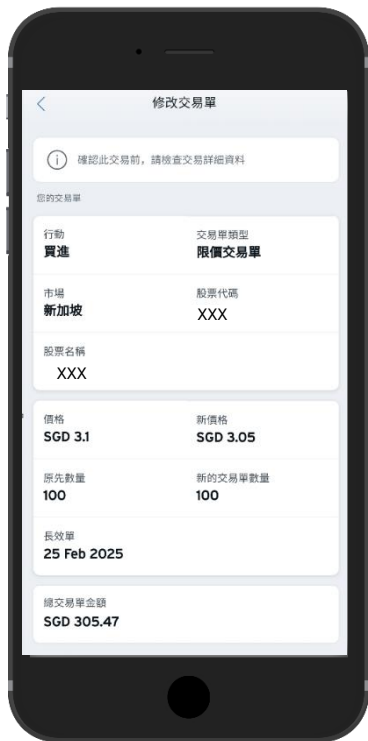 修改交易單
確認此交易前，請檢查交易詳細資料
您的交易單
行動 交易單類型
買進 限價交易單
市場 股票代碼
新加坡 XXX
股票名稱
XXX
價格 新價格
SGD 3.1 SGD 3.05
原先數量 新的交易單數量
100 100
長效單
25 Feb 2025
總交易單金額
SGD 305.47